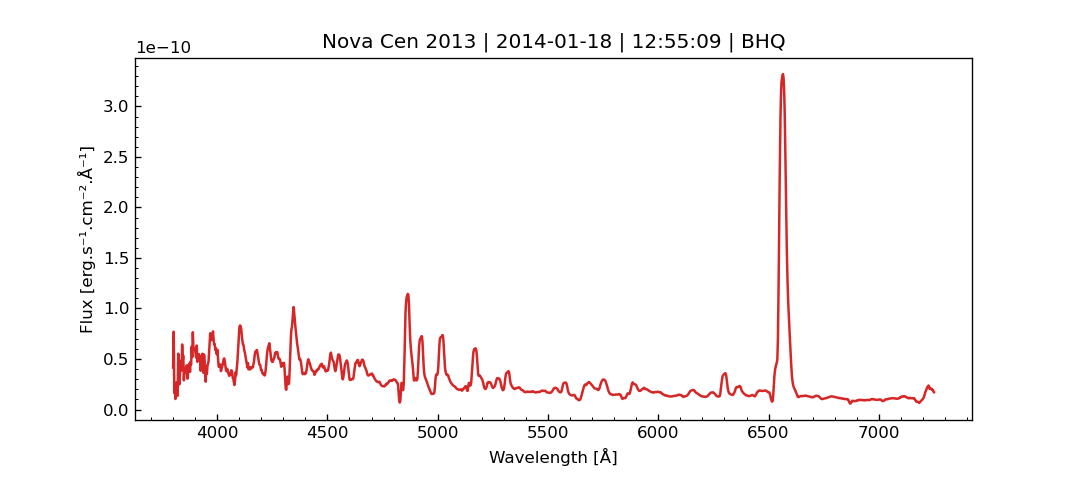 Nova Cen 2013 | 2014-01-18 | 12:55:09 | BHQ
1e−10
3.0
2.5
2.0
1.5
1.0
0.5
0.0
Flux [erg.s⁻¹.cm⁻².Å⁻¹]
4000 4500 5000 5500 6000 6500 7000
Wavelength [Å]